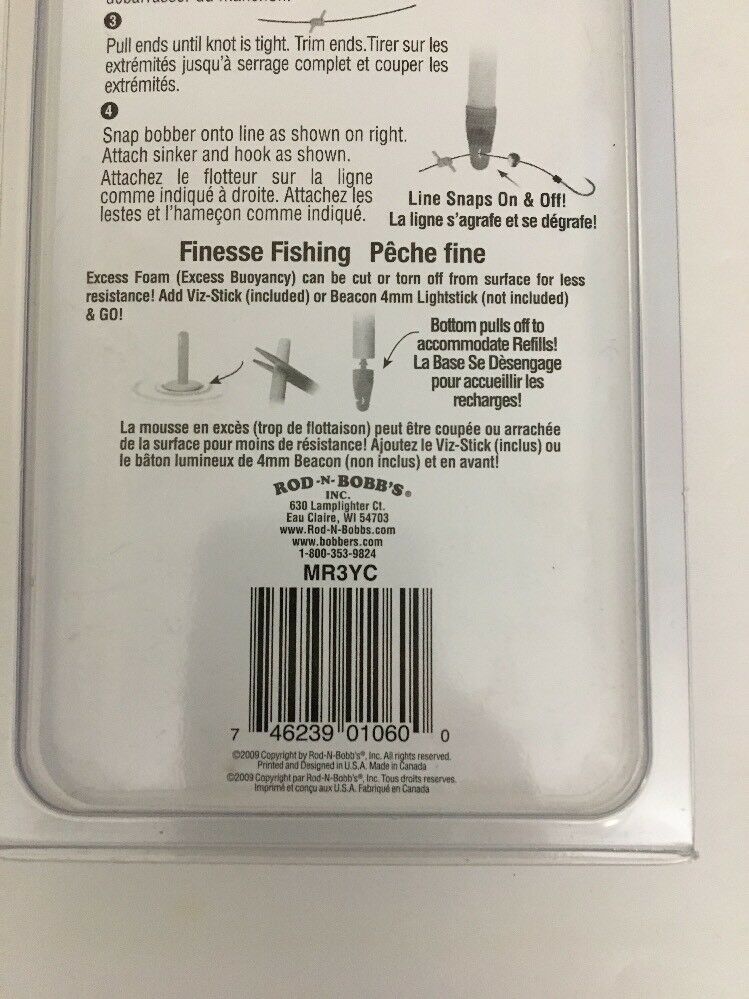 débarrasser du manchon.
3
Pull ends until knot is tight. Trim ends.Tirer sur les
extrémités jusqu'à serrage complet et couper les
extrémités.
4
Snap bobber onto line as shown on right.
Attach sinker and hook as shown.
Attachez le flotteur sur la ligne
comme indiqué à droite. Attachez les
lestes et l'hameçon comme indiqué.
Line Snaps On & Off!
La ligne s'agrafe et se dégrafe!
Finesse Fishing Pêche fine
Excess Foam (Excess Buoyancy) can be cut or torn off from surface for less
resistance! Add Viz-Stick (included) or Beacon 4mm Lightstick (not included)
& GO!
Bottom pulls off to
accommodate Refills!
La Base Se Dèsengage
pour accueillir les
recharges!
La mousse en excès (trop de flottaison) peut être coupée ou arrachée
de la surface pour moins de résistance! Ajoutez le Viz-Stick (inclus) ou
le bâton lumineux de 4mm Beacon (non inclus) et en avant!
ROD-N-BOBB'S®
INC.
630 Lamplighter Ct.
Eau Claire, WI 54703
www.Rod-N-Bobbs.com
www.bobbers.com
1-800-353-9824
MR3YC
7 46239 01060 0
©2009 Copyright by Rod-N-Bobb's®, Inc. All rights reserved.
Printed and Designed in U.S.A. Made in Canada
©2009 Copyright par Rod-N-Bobb's®, Inc. Tous droits reserves.
Imprimé et conçu aux U.S.A. Fabriqué en Canada